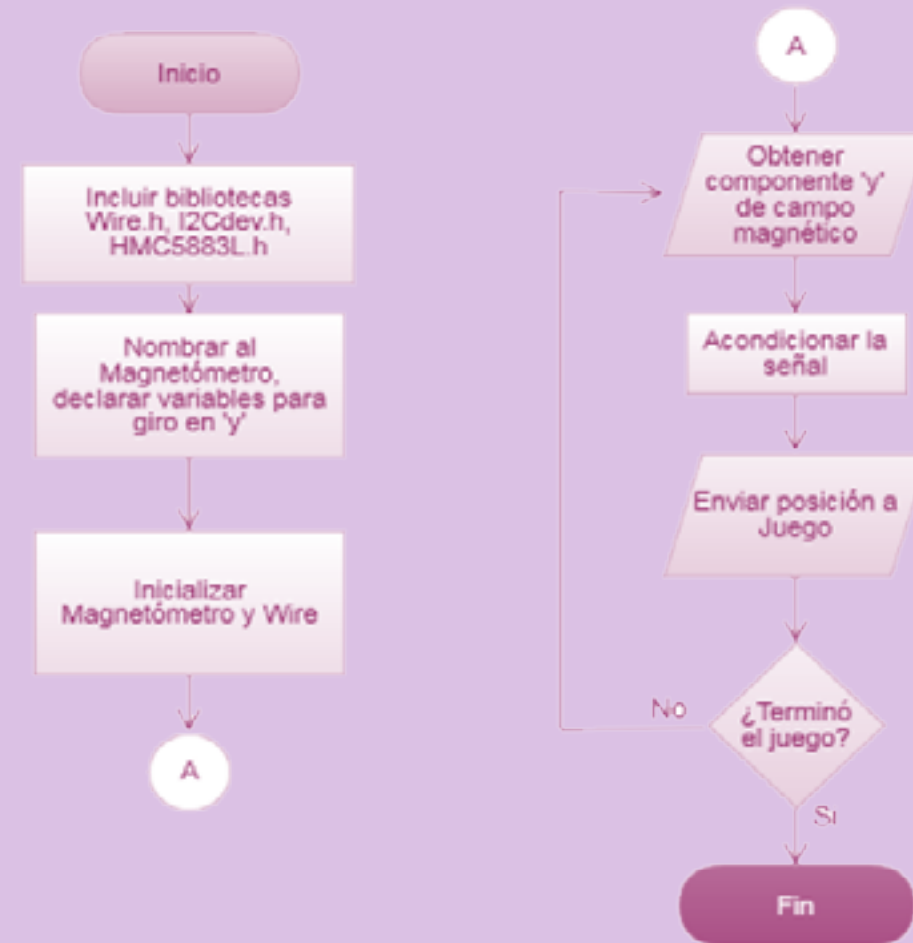 Inicio
Incluir bibliotecas
Wire.h, I2Cdev.h,
HMC5883L.h
Nombrar al
Magnetómetro,
declarar variables para
giro en 'y'
Inicializar
Magnetómetro y Wire
A
A
Obtener
componente 'y'
de campo
magnético
Acondicionar la
señal
Enviar posición a
Juego
¿Terminó
el juego?
No
Si
Fin